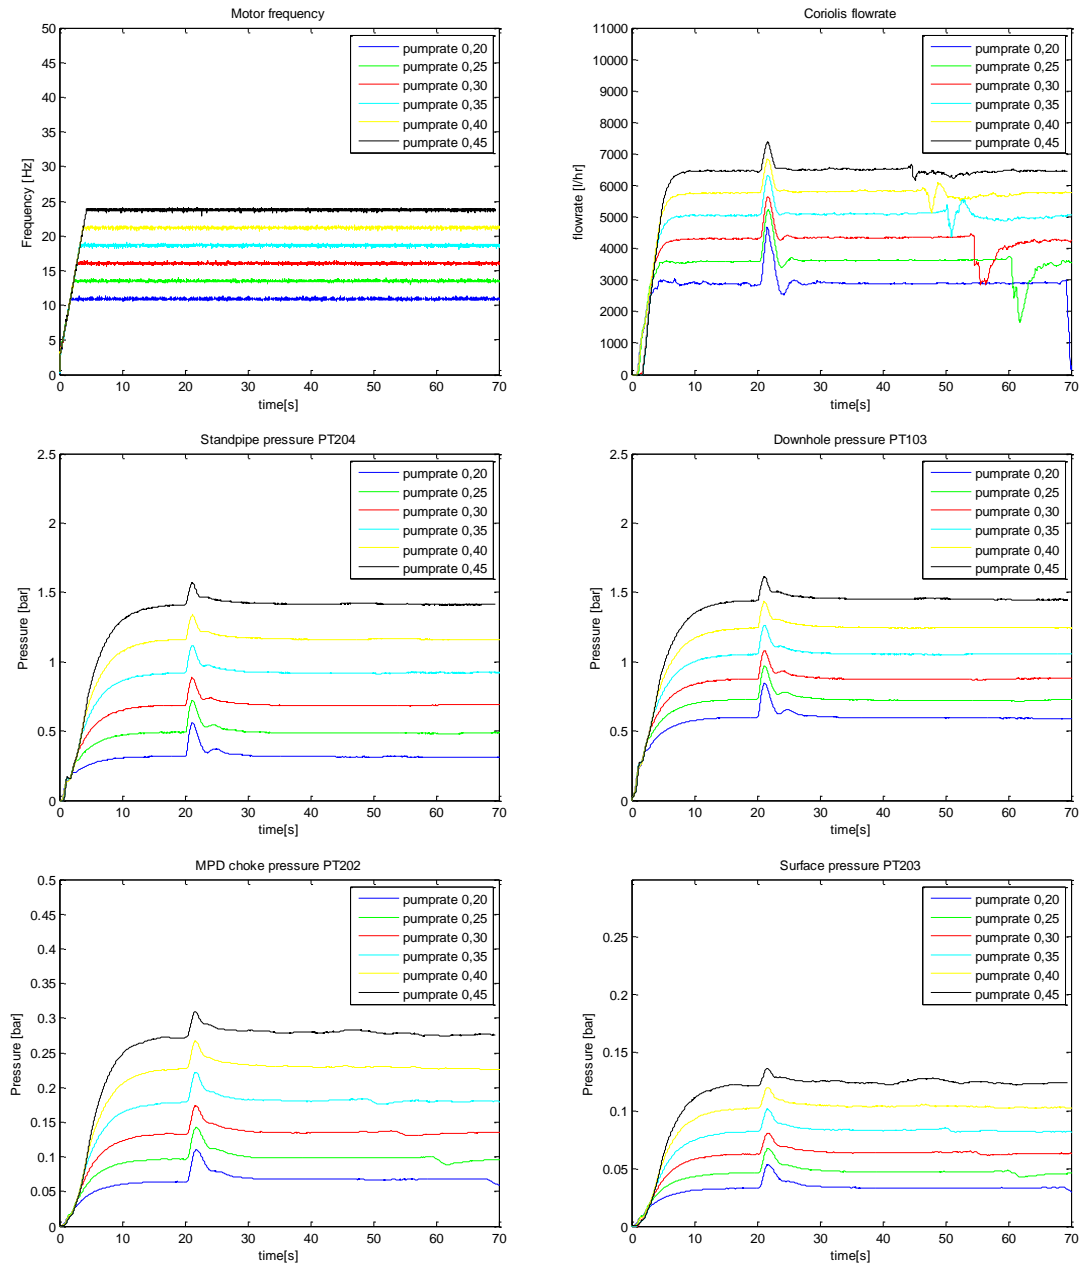 Motor frequency
50
45
40
35
30
25
20
15
10
5
0
Frequency [Hz]
pumprate 0,20
pumprate 0,25
pumprate 0,30
pumprate 0,35
pumprate 0,40
pumprate 0,45
0 10 20 30 40 50 60 70
time[s]
Coriolis flowrate
11000
10000
9000
8000
7000
6000
5000
4000
3000
2000
1000
0
flowrate [l/hr]
pumprate 0,20
pumprate 0,25
pumprate 0,30
pumprate 0,35
pumprate 0,40
pumprate 0,45
0 10 20 30 40 50 60 70
time[s]
Standpipe pressure PT204
2.5
2
1.5
1
0.5
0
Pressure [bar]
pumprate 0,20
pumprate 0,25
pumprate 0,30
pumprate 0,35
pumprate 0,40
pumprate 0,45
0 10 20 30 40 50 60 70
time[s]
Downhole pressure PT103
2.5
2
1.5
1
0.5
0
Pressure [bar]
pumprate 0,20
pumprate 0,25
pumprate 0,30
pumprate 0,35
pumprate 0,40
pumprate 0,45
0 10 20 30 40 50 60 70
time[s]
MPD choke pressure PT202
0.5
0.45
0.4
0.35
0.3
0.25
0.2
0.15
0.1
0.05
0
Pressure [bar]
pumprate 0,20
pumprate 0,25
pumprate 0,30
pumprate 0,35
pumprate 0,40
pumprate 0,45
0 10 20 30 40 50 60 70
time[s]
Surface pressure PT203
0.25
0.2
0.15
0.1
0.05
0
Pressure [bar]
pumprate 0,20
pumprate 0,25
pumprate 0,30
pumprate 0,35
pumprate 0,40
pumprate 0,45
0 10 20 30 40 50 60 70
time[s]